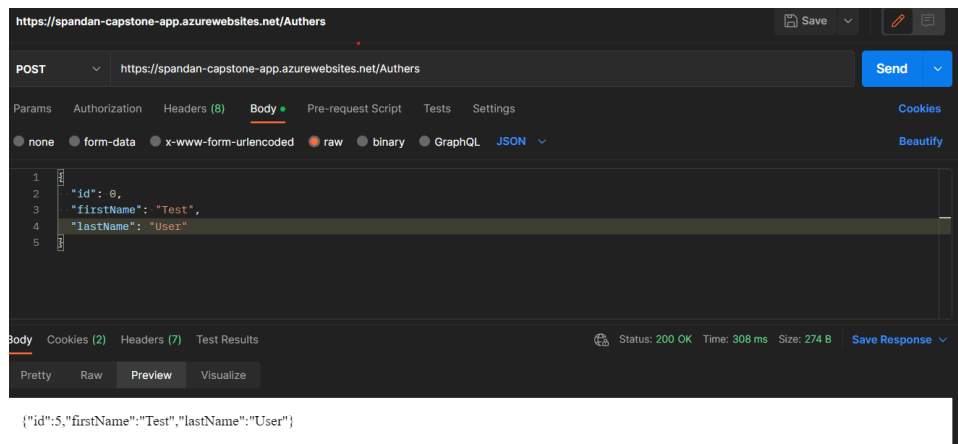 https://spandan-capstone-app.azurewebsites.net/Authers Save
POST https://spandan-capstone-app.azurewebsites.net/Authers Send
Params Authorization Headers (8) Body Pre-request Script Tests Settings Cookies
none form-data x-www-form-urlencoded raw binary GraphQL JSON Beautify
1 {
2 "id": 0,
3 "firstName": "Test",
4 "lastName": "User"
5 }
Body Cookies (2) Headers (7) Test Results Status: 200 OK Time: 308 ms Size: 274 B Save Response
Pretty Raw Preview Visualize
{"id":5,"firstName":"Test","lastName":"User"}